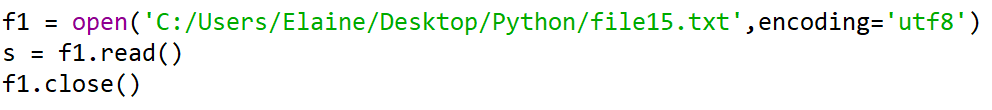 f1 = open('C:/Users/Elaine/Desktop/Python/file15.txt',encoding='utf8')
s = f1.read()
f1.close()